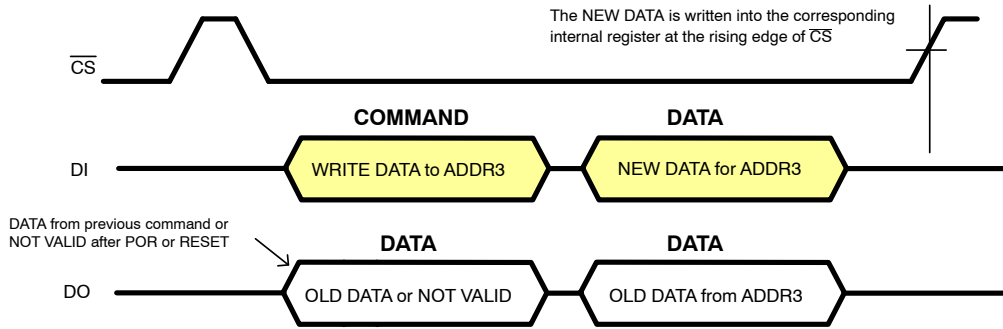 The NEW DATA is written into the corresponding
internal register at the rising edge of C̅S̅
C̅S̅
COMMAND
DATA
DI
WRITE DATA to ADDR3
NEW DATA for ADDR3
DATA from previous command or
NOT VALID after POR or RESET
DATA
DATA
DO
OLD DATA or NOT VALID
OLD DATA from ADDR3